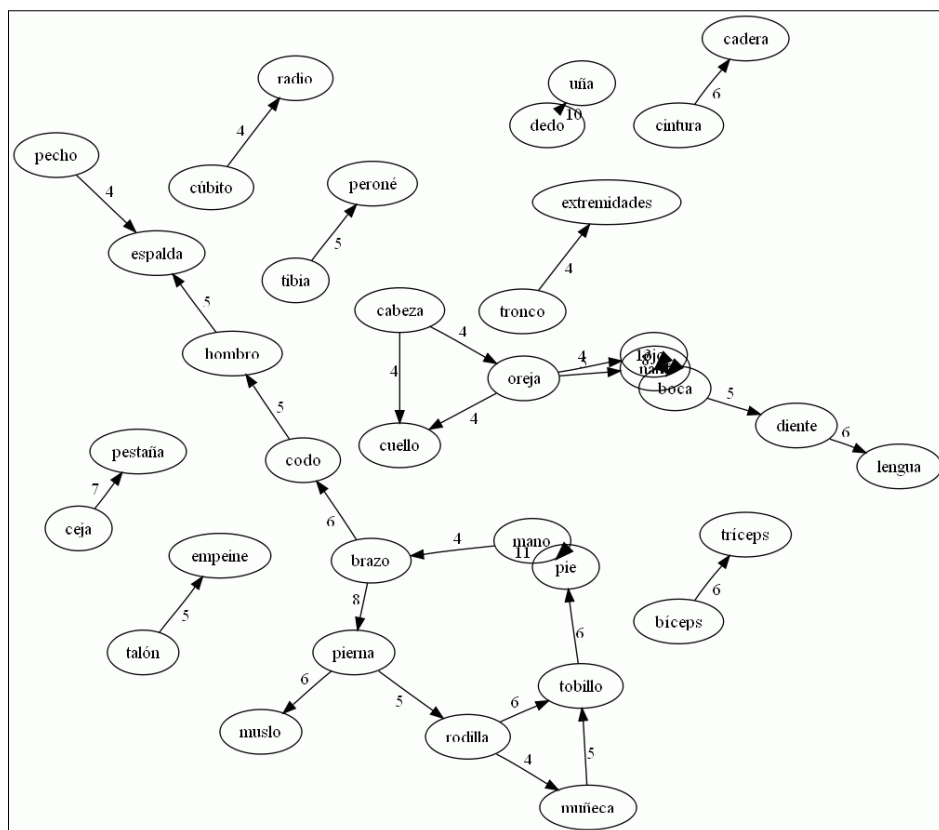 cadera
6
cintura
radio
4
cúbito
uña
10
dedo
pecho
4
espalda
peroné
5
tibia
extremidades
4
tronco
5
hombro
cabeza
4
4
oreja
4
cuello
4
5
ojo
boca
5
diente
6
lengua
5
codo
pestaña
7
ceja
6
brazo
4
mano
11
pie
tríceps
6
bíceps
empeine
5
talón
8
pierna
6
muslo
5
rodilla
6
tobillo
6
4
5
muñeca